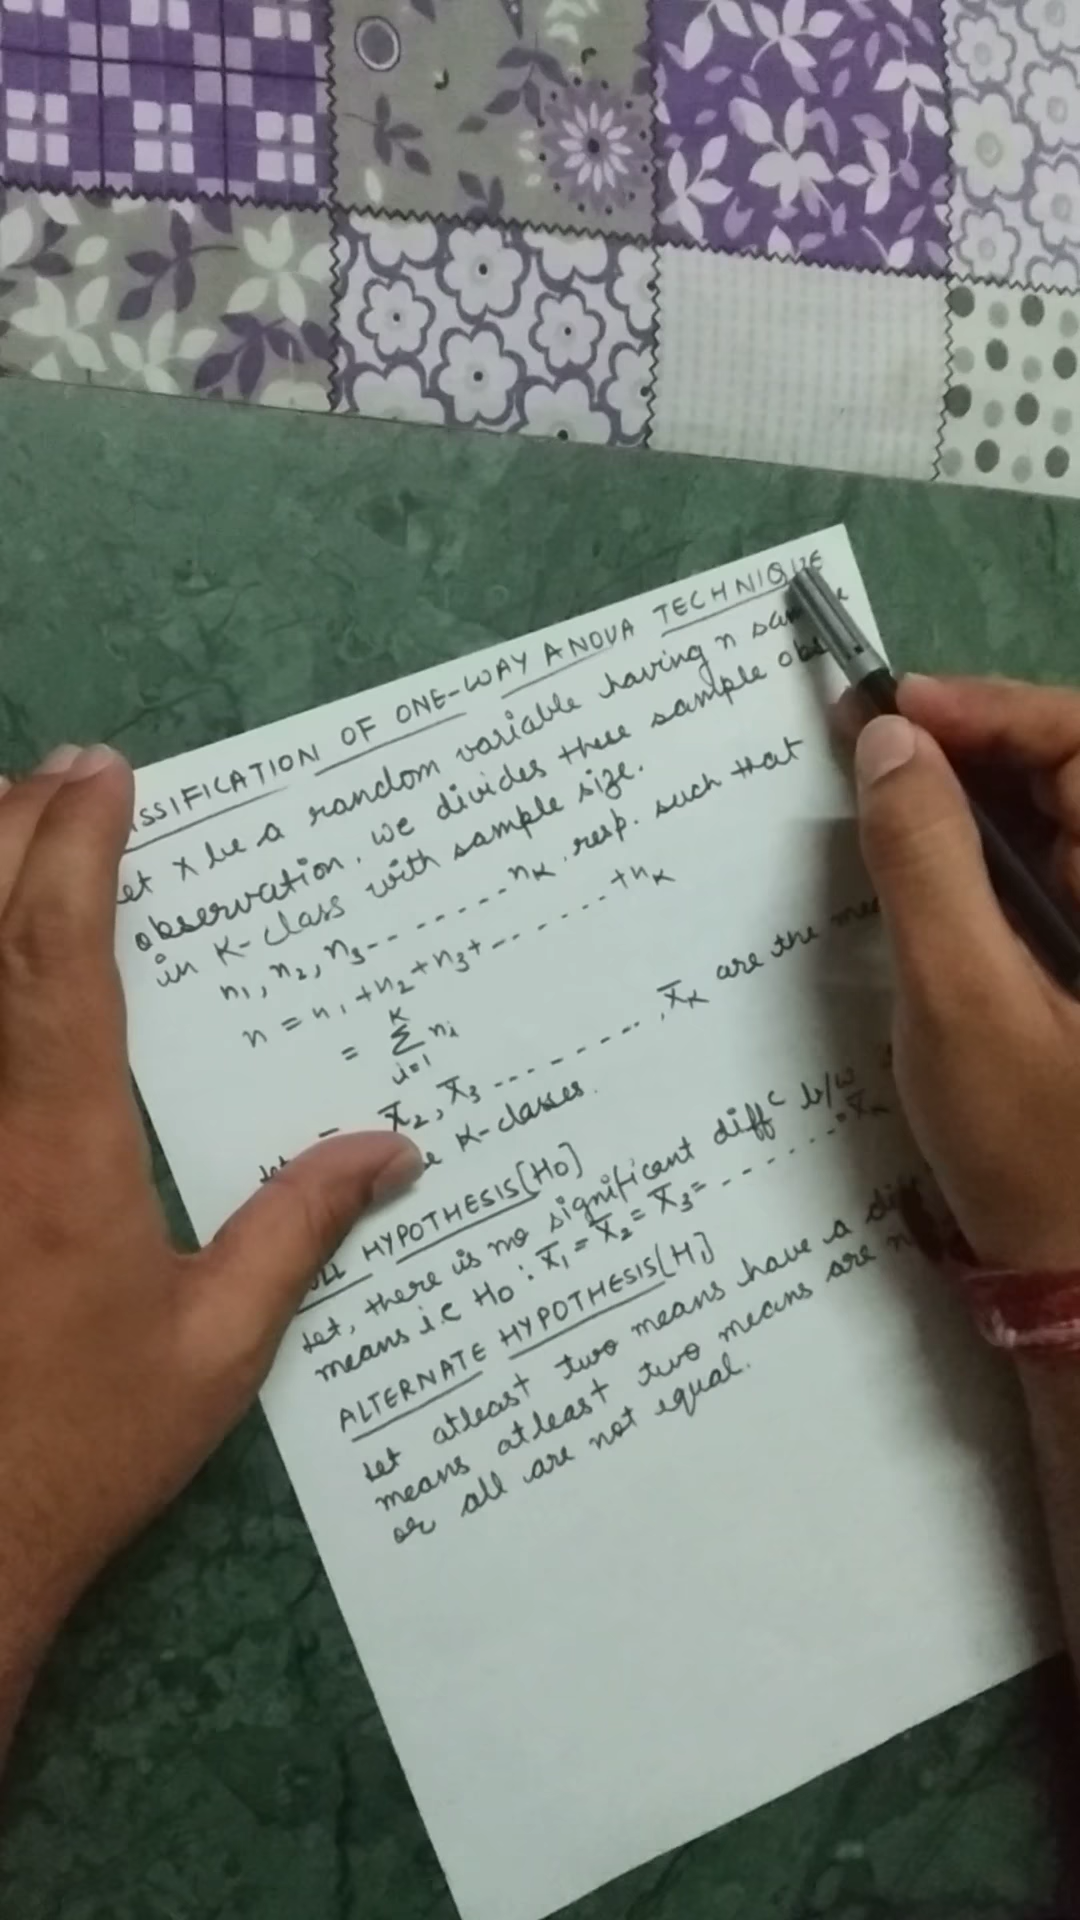 SSIFICATION OF ONE-WAY ANOVA TECHNIQUE
et X be a random variable having n
observation, we divides these sample obs
in K-class with sample size.
n1, n2, n3 - - - - - - - - nK. resp. such that
n = n1 + n2 + n3 + - - - - - - - + nK
= K∑i=1 ni
X̄2, X̄3 - - - - - - - - - , X̄K are the
K-classes.
HYPOTHESIS[H0]
Let, there is no significant diffc b/w
means i.e H0 : X̄1 = X̄2 = X̄3 = - - - - - - = X̄K
ALTERNATE HYPOTHESIS[H1]
Let atleast two means have a
means atleast two means are
or all are not equal.